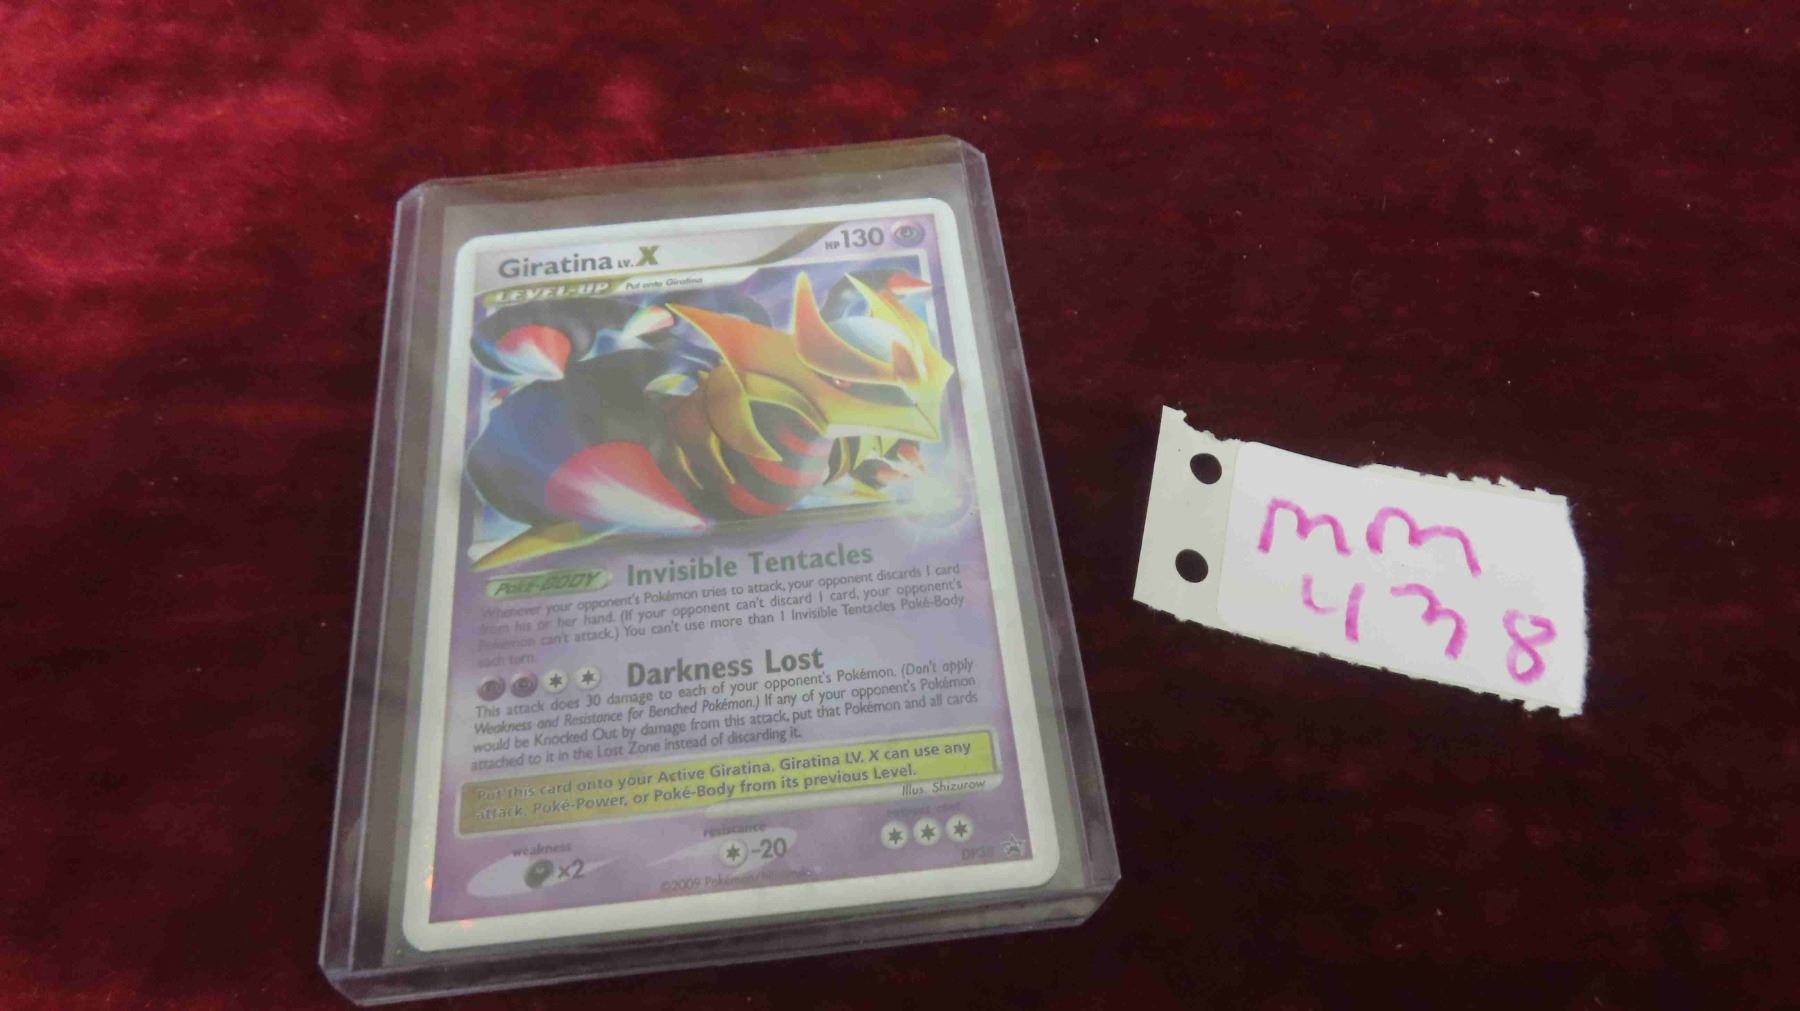 Giratina LV.X
HP 130
LEVEL-UP Put onto Giratina
Poké-BODY Invisible Tentacles
Whenever your opponent's Pokémon tries to attack, your opponent discards 1 card
from his or her hand. (If your opponent can't discard 1 card, your opponent's
Pokémon can't attack.) You can't use more than 1 Invisible Tentacles Poké-Body
each turn.
Darkness Lost
This attack does 30 damage to each of your opponent's Pokémon. (Don't apply
Weakness and Resistance for Benched Pokémon.) If any of your opponent's Pokémon
would be Knocked Out by damage from this attack, put that Pokémon and all cards
attached to it in the Lost Zone instead of discarding it.
Put this card onto your Active Giratina. Giratina LV. X can use any
attack, Poké-Power, or Poké-Body from its previous Level.
Illus. Shizurow
weakness
×2
resistance
-20
retreat cost
©2009 Pokémon/Nintendo
DP38
mm
438